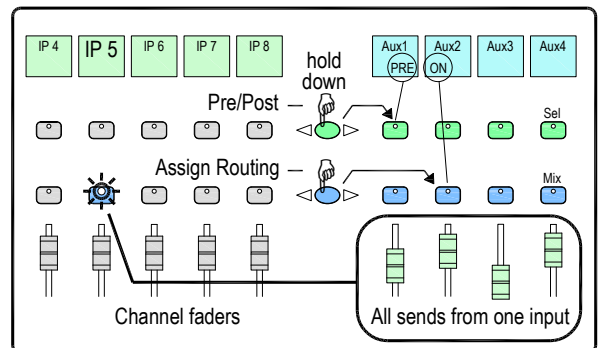 IP 4
IP 5
IP 6
IP 7
IP 8
hold
down
Aux1
PRE
Aux2
ON
Aux3
Aux4
Pre/Post
Sel
Assign Routing
Mix
Channel faders
All sends from one input